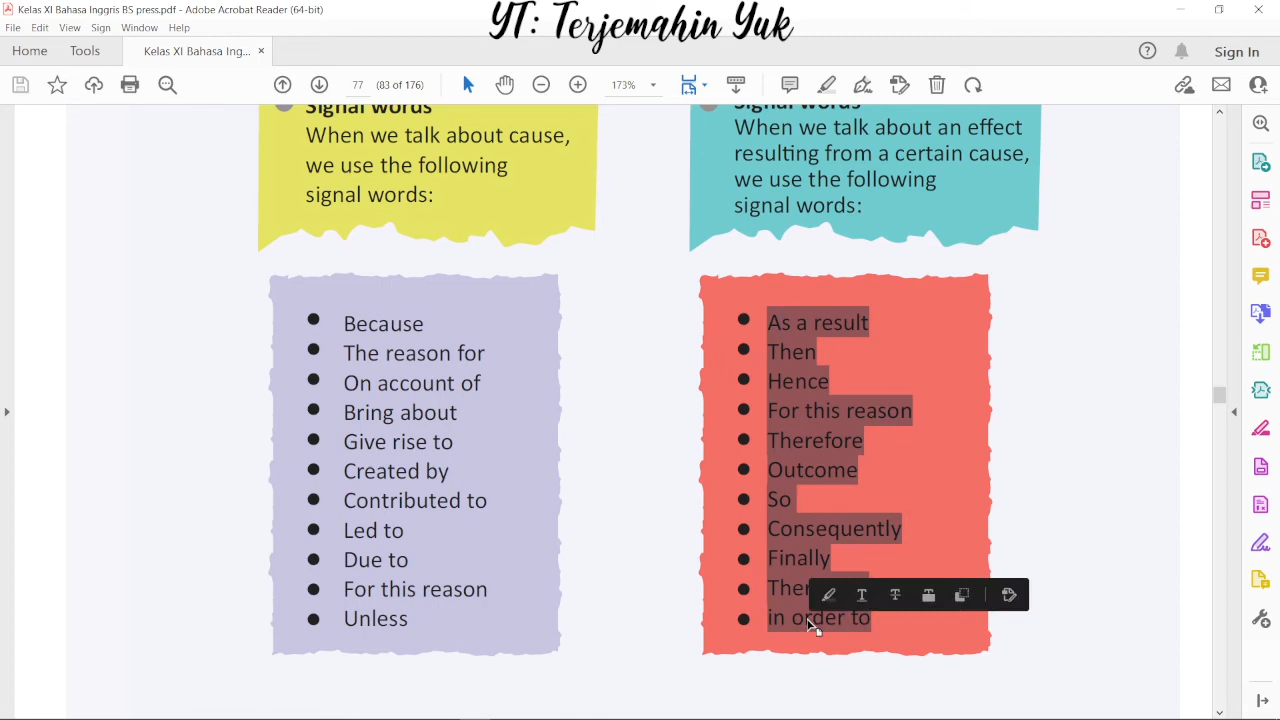 Kelas XI Bahasa Inggris BS press.pdf - Adobe Acrobat Reader (64-bit)
YT: Terjemahin Yuk
File Edit View Sign Window Help
Home Tools Kelas XI Bahasa Ing... × Sign In
77 (83 of 176) 173%
Signal words
When we talk about cause,
we use the following
signal words:
Signal words
When we talk about an effect
resulting from a certain cause,
we use the following
signal words:
Because
The reason for
On account of
Bring about
Give rise to
Created by
Contributed to
Led to
Due to
For this reason
Unless
As a result
Then
Hence
For this reason
Therefore
Outcome
So
Consequently
Finally
in order to